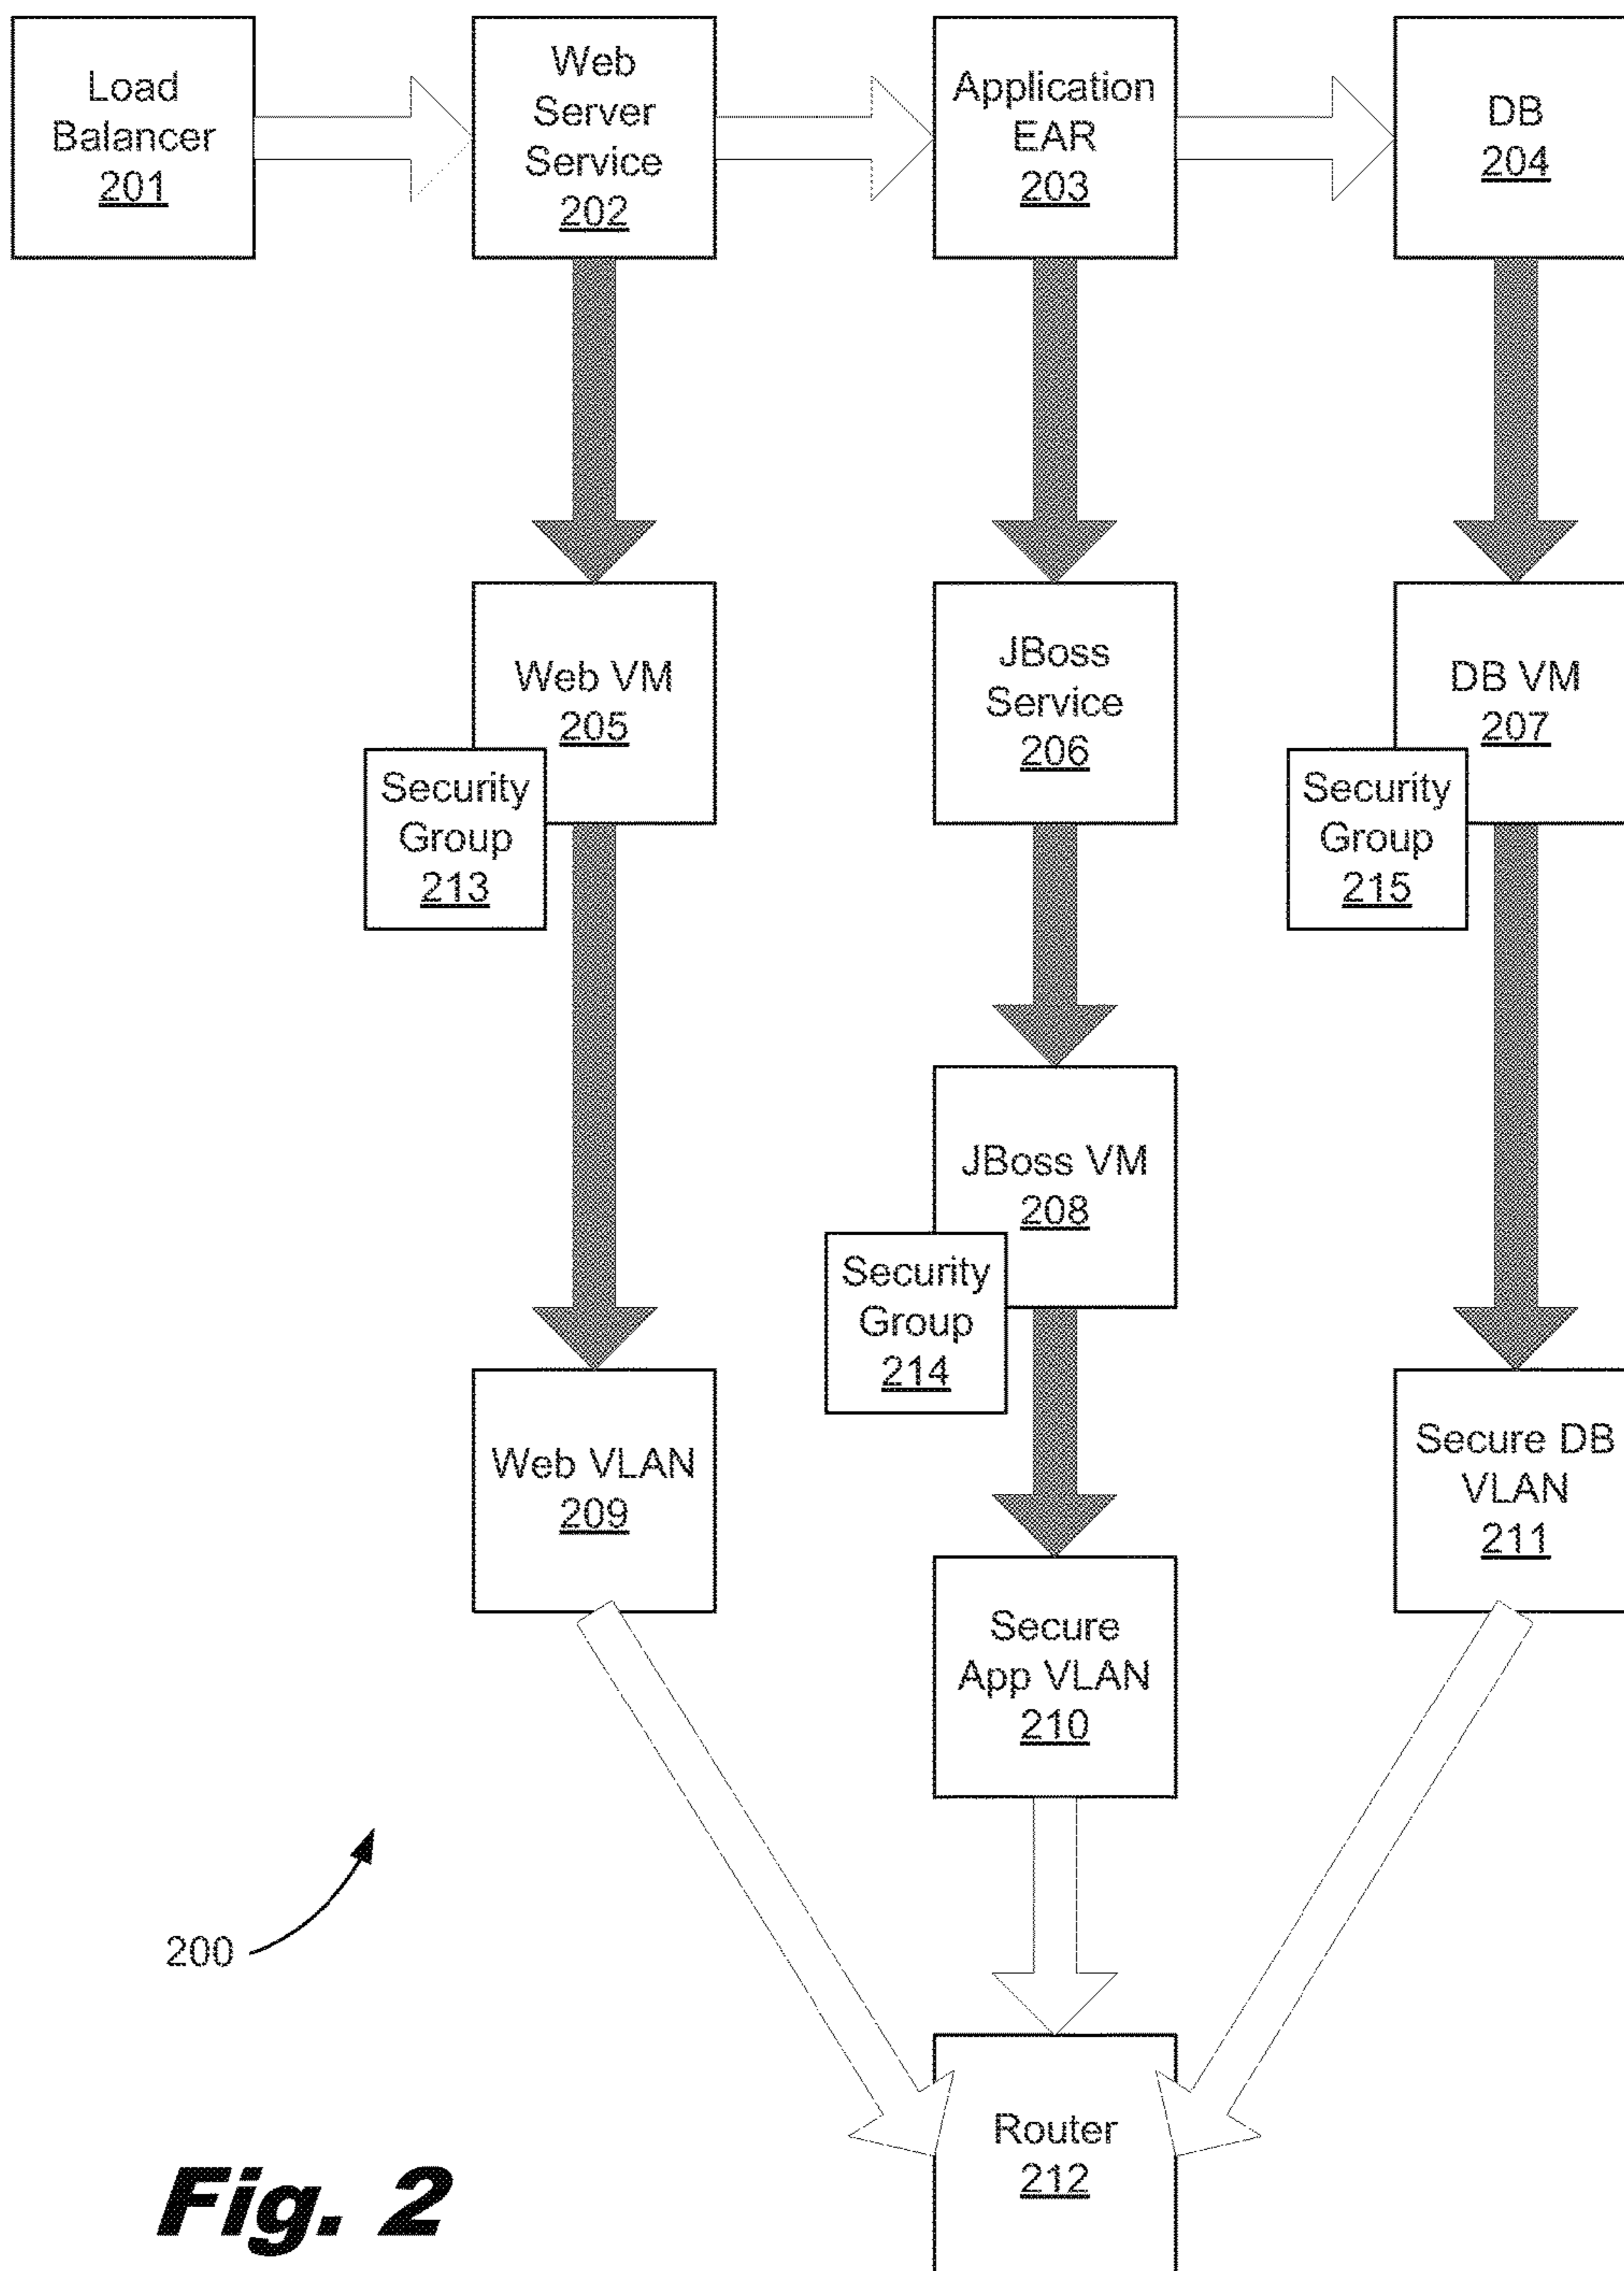 Load
Balancer
201
Web
Server
Service
202
Application
EAR
203
DB
204
Web VM
205
Security
Group
213
JBoss
Service
206
DB VM
207
Security
Group
215
JBoss VM
208
Security
Group
214
Web VLAN
209
Secure DB
VLAN
211
Secure
App VLAN
210
200
Router
212
Fig. 2